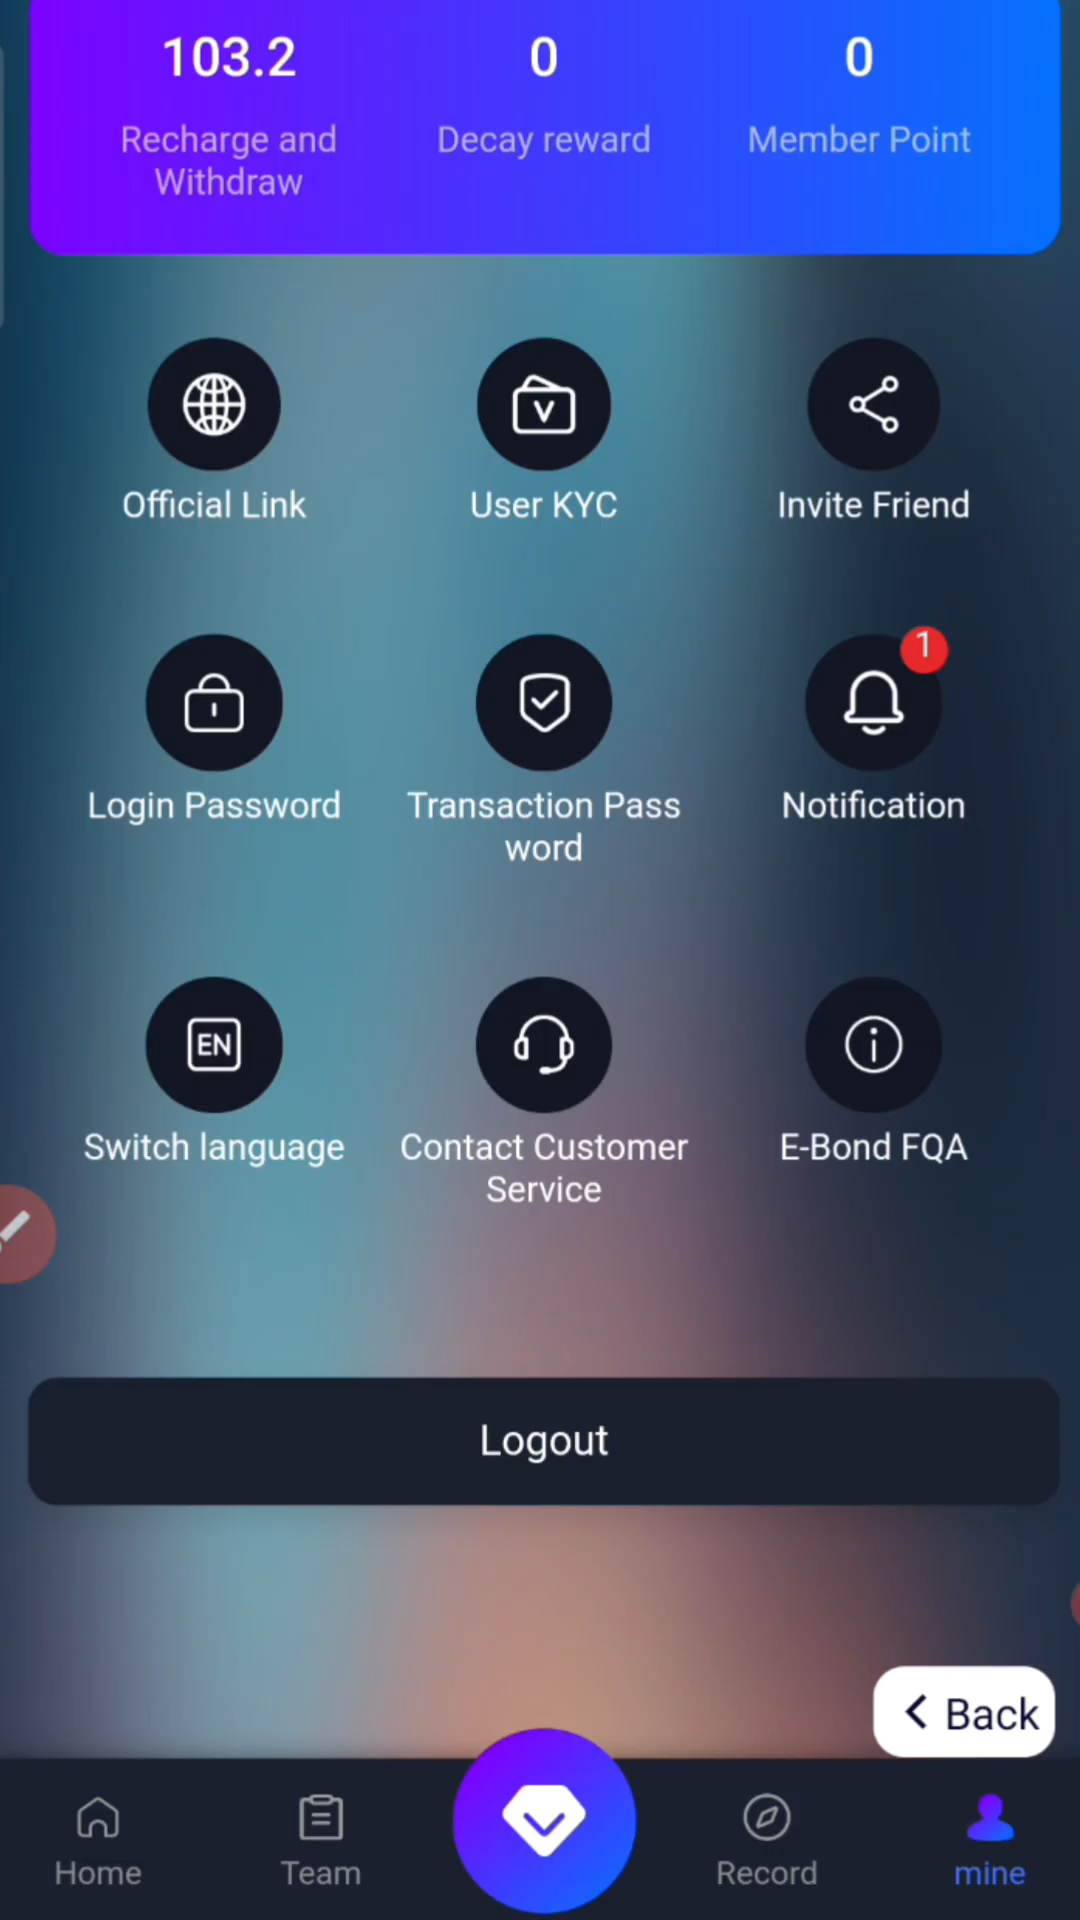 103.2 0 0
Recharge and Decay reward Member Point
Withdraw
Official Link User KYC Invite Friend
1
Login Password Transaction Pass Notification
word
EN
Switch language Contact Customer E-Bond FQA
Service
Logout
Back
Home Team Record mine